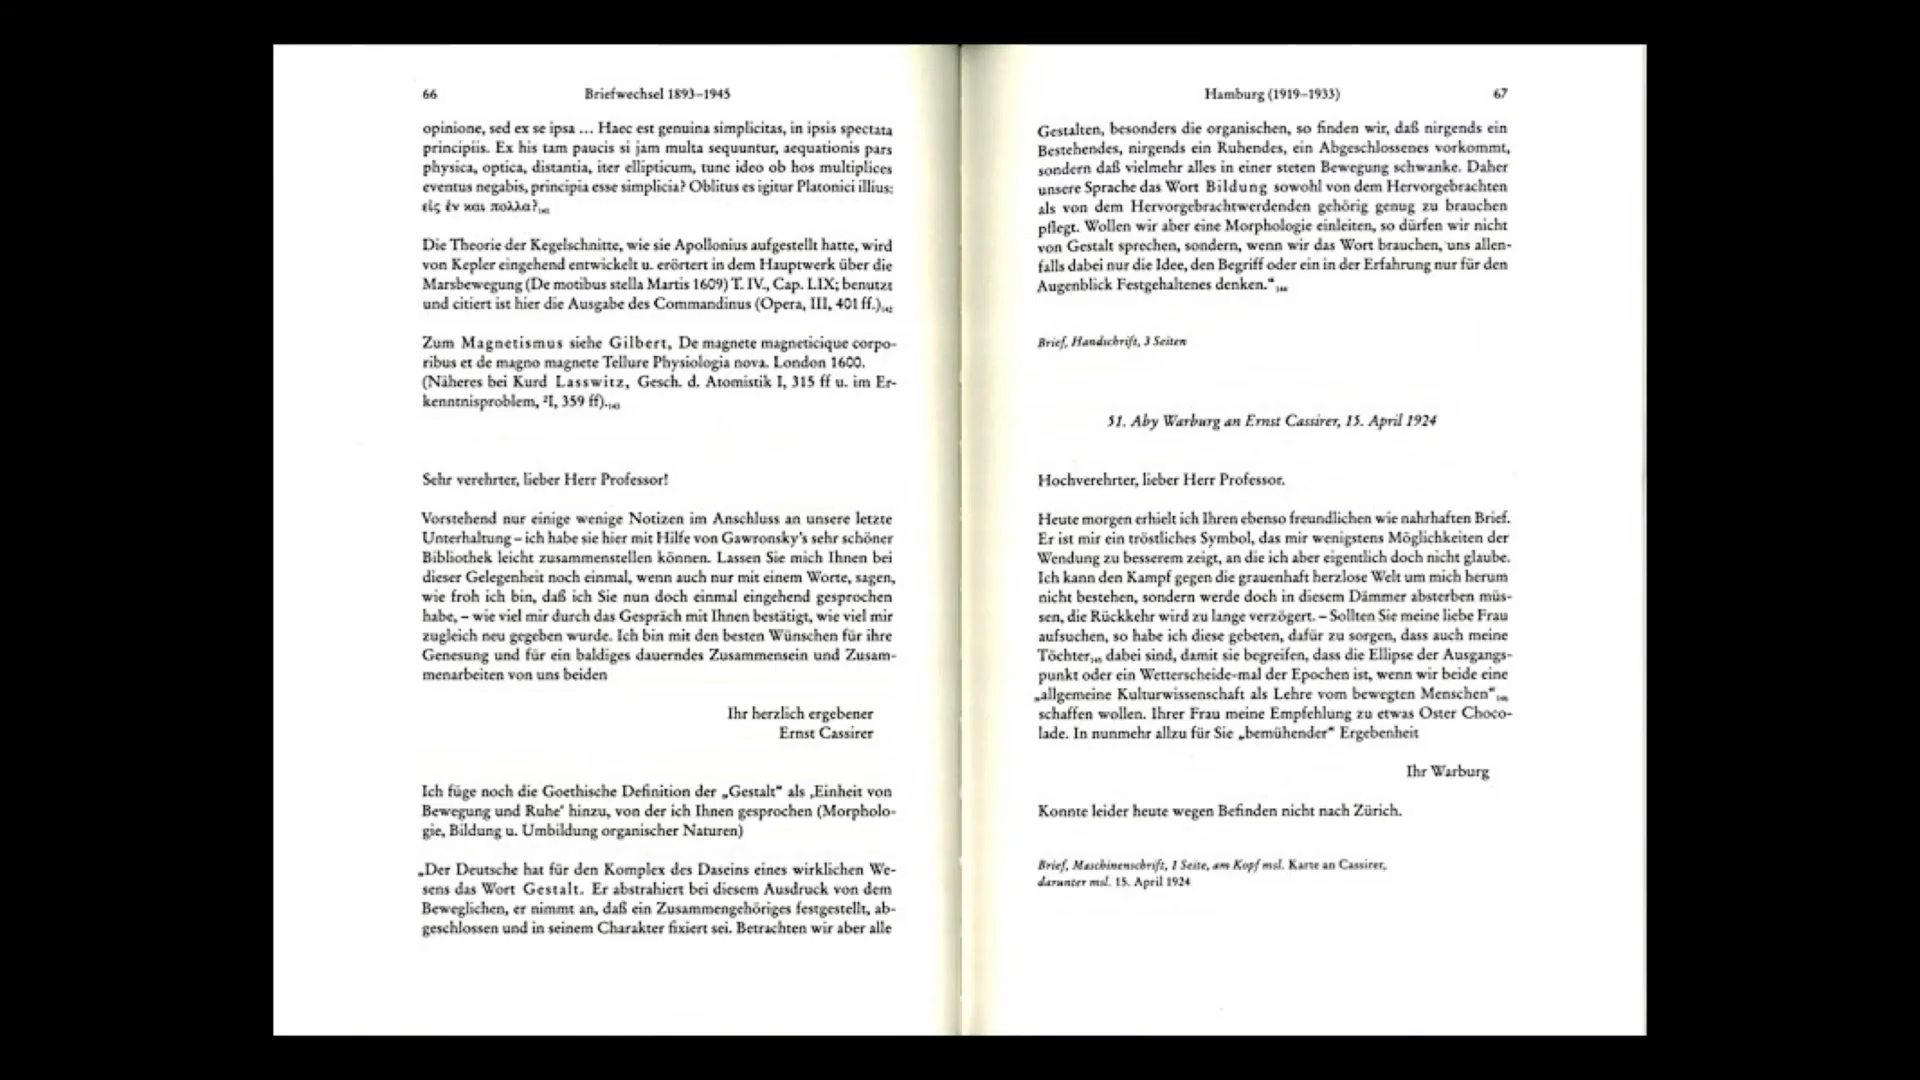 66 Briefwechsel 1893–1945
opinione, sed ex se ipsa ... Haec est genuina simplicitas, in ipsis spectata
principiis. Ex his tam paucis si jam multa sequuntur, aequationis pars
physica, optica, distantia, iter ellipticum, tunc ideo ob hos multiplices
eventus negabis, principia esse simplicia? Oblitus es igitur Platonici illius:
εἰς ἐν και πολλα?
Die Theorie der Kegelschnitte, wie sie Apollonius aufgestellt hatte, wird
von Kepler eingehend entwickelt u. erörtert in dem Hauptwerk über die
Marsbewegung (De motibus stella Martis 1609) T. IV., Cap. LIX; benutzt
und citiert ist hier die Ausgabe des Commandinus (Opera, III, 401 ff.).
Zum Magnetismus siehe Gilbert, De magnete magneticique corpo-
ribus et de magno magnete Tellure Physiologia nova. London 1600.
(Näheres bei Kurd Lasswitz, Gesch. d. Atomistik I, 315 ff u. im Er-
kenntnisproblem, ²I, 359 ff).
Sehr verehrter, lieber Herr Professor!
Vorstehend nur einige wenige Notizen im Anschluss an unsere letzte
Unterhaltung – ich habe sie hier mit Hilfe von Gawronsky's sehr schöner
Bibliothek leicht zusammenstellen können. Lassen Sie mich Ihnen bei
dieser Gelegenheit noch einmal, wenn auch nur mit einem Worte, sagen,
wie froh ich bin, daß ich Sie nun doch einmal eingehend gesprochen
habe, – wie viel mir durch das Gespräch mit Ihnen bestätigt, wie viel mir
zugleich neu gegeben wurde. Ich bin mit den besten Wünschen für ihre
Genesung und für ein baldiges dauerndes Zusammensein und Zusam-
menarbeiten von uns beiden
Ihr herzlich ergebener
Ernst Cassirer
Ich füge noch die Goethische Definition der „Gestalt“ als ‚Einheit von
Bewegung und Ruhe‘ hinzu, von der ich Ihnen gesprochen (Morpholo-
gie, Bildung u. Umbildung organischer Naturen)
„Der Deutsche hat für den Komplex des Daseins eines wirklichen We-
sens das Wort Gestalt. Er abstrahiert bei diesem Ausdruck von dem
Beweglichen, er nimmt an, daß ein Zusammengehöriges festgestellt, ab-
geschlossen und in seinem Charakter fixiert sei. Betrachten wir aber alle
Hamburg (1919–1933) 67
Gestalten, besonders die organischen, so finden wir, daß nirgends ein
Bestehendes, nirgends ein Ruhendes, ein Abgeschlossenes vorkommt,
sondern daß vielmehr alles in einer steten Bewegung schwanke. Daher
unsere Sprache das Wort Bildung sowohl von dem Hervorgebrachten
als von dem Hervorgebrachtwerdenden gehörig genug zu brauchen
pflegt. Wollen wir aber eine Morphologie einleiten, so dürfen wir nicht
von Gestalt sprechen, sondern, wenn wir das Wort brauchen, uns allen-
falls dabei nur die Idee, den Begriff oder ein in der Erfahrung nur für den
Augenblick Festgehaltenes denken.“
Brief, Handschrift, 3 Seiten
51. Aby Warburg an Ernst Cassirer, 15. April 1924
Hochverehrter, lieber Herr Professor.
Heute morgen erhielt ich Ihren ebenso freundlichen wie nahrhaften Brief.
Er ist mir ein tröstliches Symbol, das mir wenigstens Möglichkeiten der
Wendung zu besserem zeigt, an die ich aber eigentlich doch nicht glaube.
Ich kann den Kampf gegen die grauenhaft herzlose Welt um mich herum
nicht bestehen, sondern werde doch in diesem Dämmer absterben müs-
sen, die Rückkehr wird zu lange verzögert. – Sollten Sie meine liebe Frau
aufsuchen, so habe ich diese gebeten, dafür zu sorgen, dass auch meine
Töchter dabei sind, damit sie begreifen, dass die Ellipse der Ausgangs-
punkt oder ein Wetterscheide-mal der Epochen ist, wenn wir beide eine
„allgemeine Kulturwissenschaft als Lehre vom bewegten Menschen“
schaffen wollen. Ihrer Frau meine Empfehlung zu etwas Oster Choco-
lade. In nunmehr allzu für Sie „bemühender“ Ergebenheit
Ihr Warburg
Konnte leider heute wegen Befinden nicht nach Zürich.
Brief, Maschinenschrift, 1 Seite, am Kopf msl. Karte an Cassirer,
darunter msl. 15. April 1924